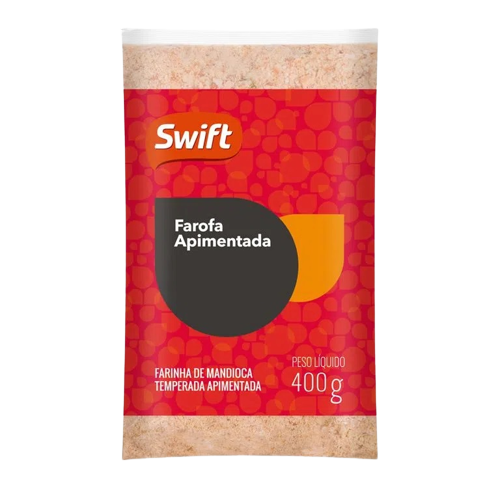 Swift
Farofa
Apimentada
FARINHA DE MANDIOCA
TEMPERADA APIMENTADA
PESO LÍQUIDO
400g